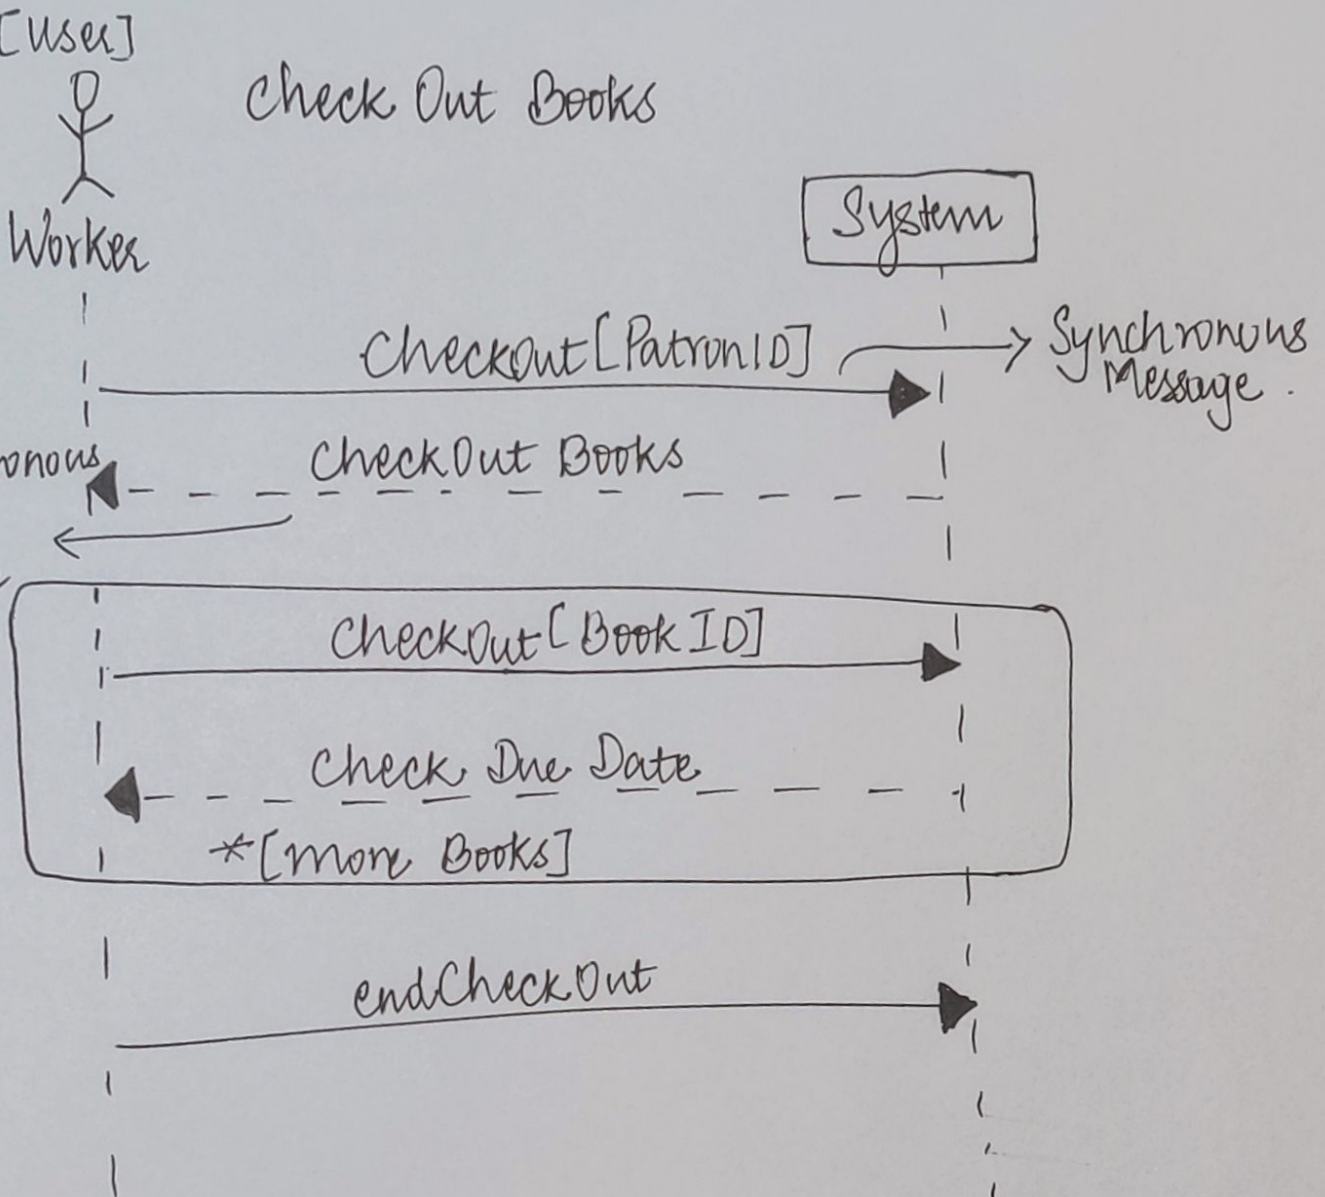 [User]
Check Out Books
Worker
System
CheckOut[PatronID]
Synchronous
Message.
CheckOut Books
CheckOut[Book ID]
Check Due Date
*[More Books]
endCheckOut